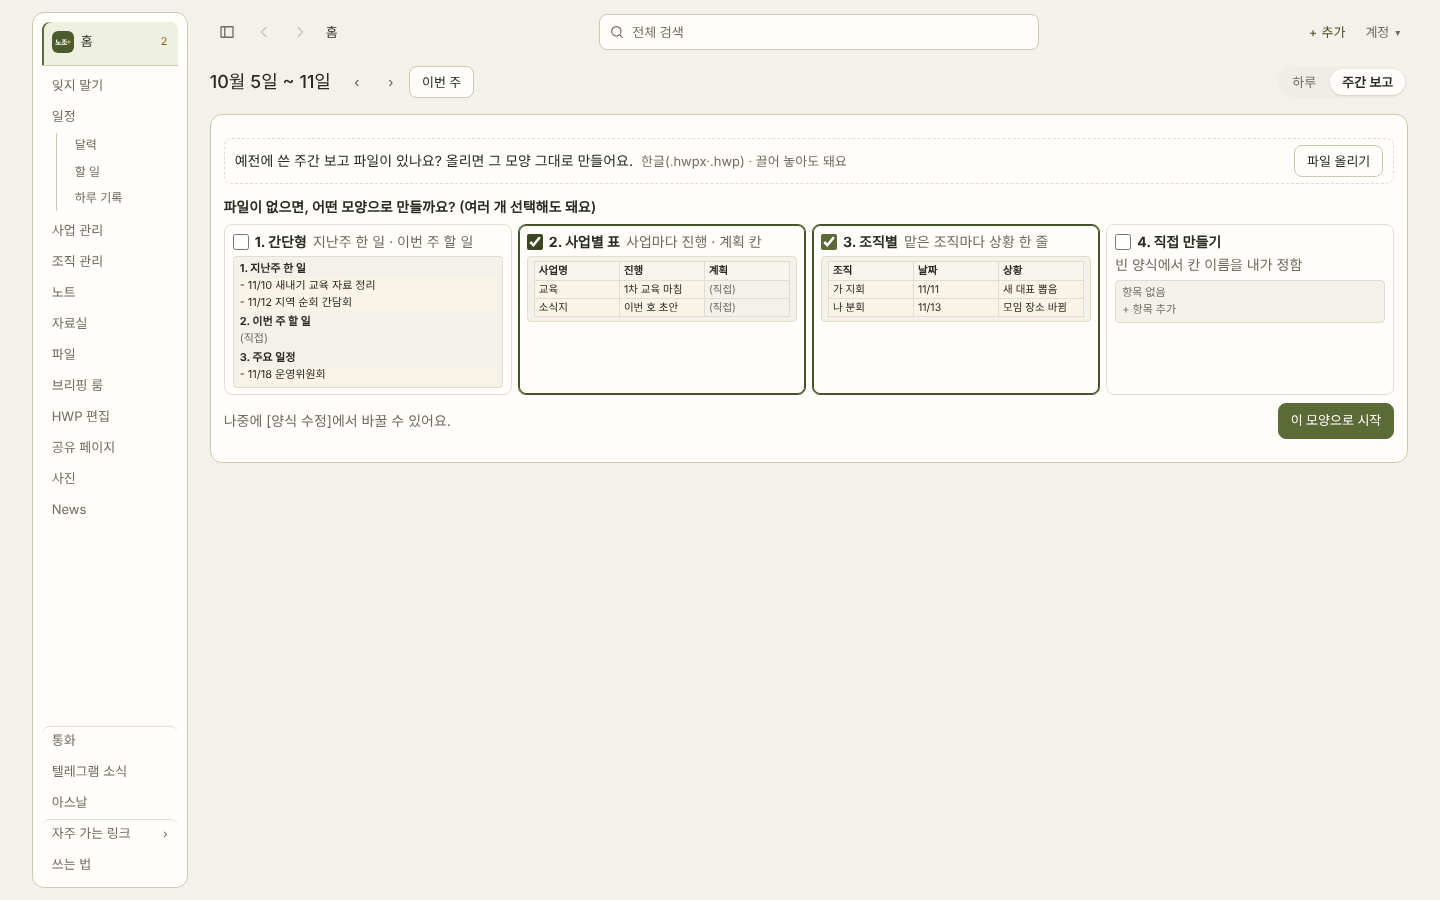 노조+ 홈 2
잊지 말기
일정
달력
할 일
하루 기록
사업 관리
조직 관리
노트
자료실
파일
브리핑 룸
HWP 편집
공유 페이지
사진
News
통화
텔레그램 소식
아스날
자주 가는 링크 ›
쓰는 법
홈
전체 검색
+ 추가
계정 ▾
10월 5일 ~ 11일 ‹ › 이번 주
하루 주간 보고
예전에 쓴 주간 보고 파일이 있나요? 올리면 그 모양 그대로 만들어요. 한글(.hwpx·.hwp) · 끌어 놓아도 돼요
파일 올리기
파일이 없으면, 어떤 모양으로 만들까요? (여러 개 선택해도 돼요)
1. 간단형 지난주 한 일 · 이번 주 할 일
1. 지난주 한 일
- 11/10 새내기 교육 자료 정리
- 11/12 지역 순회 간담회
2. 이번 주 할 일
(직접)
3. 주요 일정
- 11/18 운영위원회
2. 사업별 표 사업마다 진행 · 계획 칸
사업명 진행 계획
교육 1차 교육 마침 (직접)
소식지 이번 호 초안 (직접)
3. 조직별 맡은 조직마다 상황 한 줄
조직 날짜 상황
가 지회 11/11 새 대표 뽑음
나 분회 11/13 모임 장소 바뀜
4. 직접 만들기
빈 양식에서 칸 이름을 내가 정함
항목 없음
+ 항목 추가
나중에 [양식 수정]에서 바꿀 수 있어요.
이 모양으로 시작